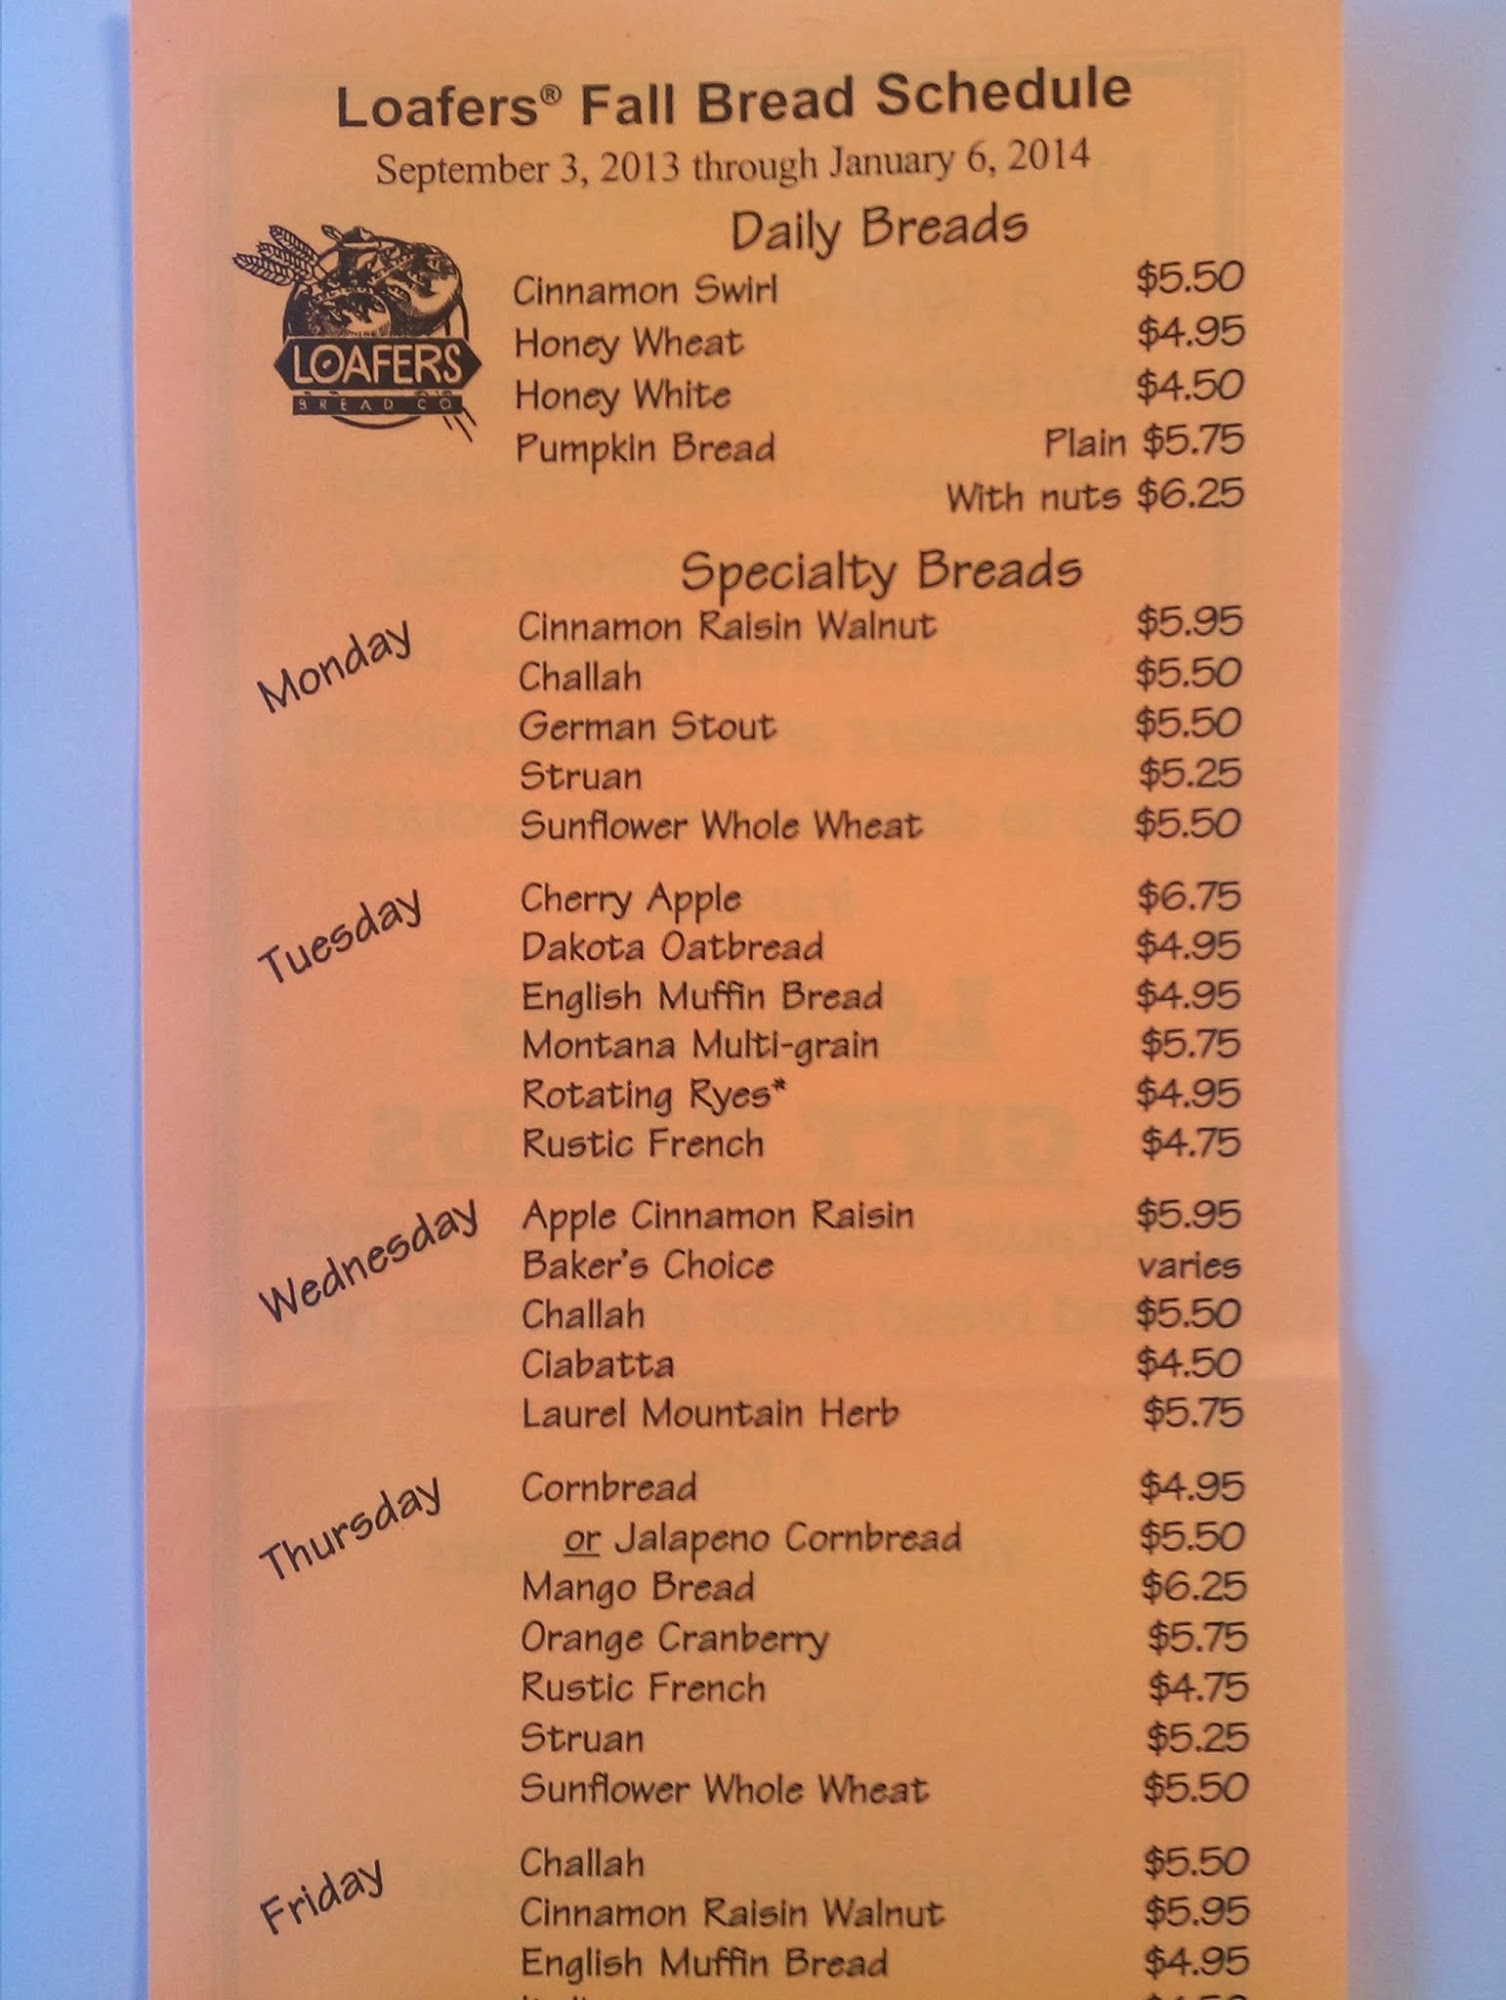 Loafers® Fall Bread Schedule
September 3, 2013 through January 6, 2014
LOAFERS
BREAD CO.
Daily Breads
Cinnamon Swirl $5.50
Honey Wheat $4.95
Honey White $4.50
Pumpkin Bread Plain $5.75
With nuts $6.25
Specialty Breads
Monday
Cinnamon Raisin Walnut $5.95
Challah $5.50
German Stout $5.50
Struan $5.25
Sunflower Whole Wheat $5.50
Tuesday
Cherry Apple $6.75
Dakota Oatbread $4.95
English Muffin Bread $4.95
Montana Multi-grain $5.75
Rotating Ryes* $4.95
Rustic French $4.75
Wednesday
Apple Cinnamon Raisin $5.95
Baker's Choice varies
Challah $5.50
Ciabatta $4.50
Laurel Mountain Herb $5.75
Thursday
Cornbread $4.95
or Jalapeno Cornbread $5.50
Mango Bread $6.25
Orange Cranberry $5.75
Rustic French $4.75
Struan $5.25
Sunflower Whole Wheat $5.50
Friday
Challah $5.50
Cinnamon Raisin Walnut $5.95
English Muffin Bread $4.95